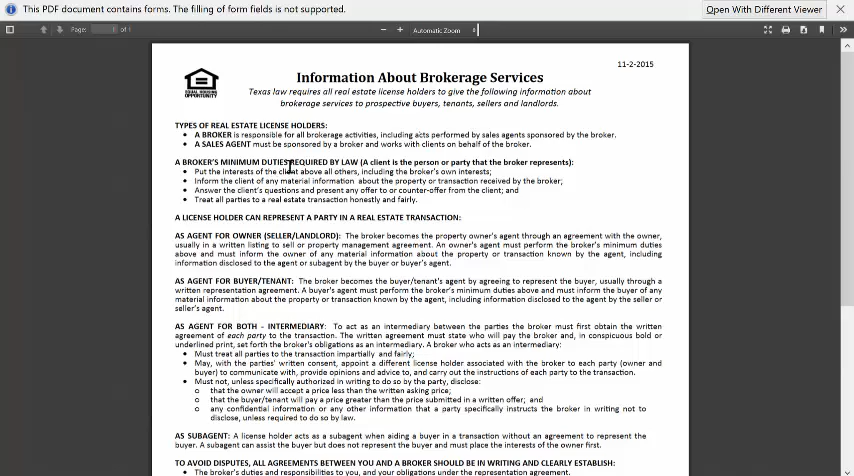 This PDF document contains forms. The filling of form fields is not supported.
Open With Different Viewer
Page: 1 of 1
Automatic Zoom
11-2-2015
EQUAL HOUSING
OPPORTUNITY
Information About Brokerage Services
Texas law requires all real estate license holders to give the following information about
brokerage services to prospective buyers, tenants, sellers and landlords.
TYPES OF REAL ESTATE LICENSE HOLDERS:
• A BROKER is responsible for all brokerage activities, including acts performed by sales agents sponsored by the broker.
• A SALES AGENT must be sponsored by a broker and works with clients on behalf of the broker.
A BROKER'S MINIMUM DUTIES REQUIRED BY LAW (A client is the person or party that the broker represents):
• Put the interests of the client above all others, including the broker's own interests;
• Inform the client of any material information about the property or transaction received by the broker;
• Answer the client's questions and present any offer to or counter-offer from the client; and
• Treat all parties to a real estate transaction honestly and fairly.
A LICENSE HOLDER CAN REPRESENT A PARTY IN A REAL ESTATE TRANSACTION:
AS AGENT FOR OWNER (SELLER/LANDLORD): The broker becomes the property owner's agent through an agreement with the owner,
usually in a written listing to sell or property management agreement. An owner's agent must perform the broker's minimum duties
above and must inform the owner of any material information about the property or transaction known by the agent, including
information disclosed to the agent or subagent by the buyer or buyer's agent.
AS AGENT FOR BUYER/TENANT: The broker becomes the buyer/tenant's agent by agreeing to represent the buyer, usually through a
written representation agreement. A buyer's agent must perform the broker's minimum duties above and must inform the buyer of any
material information about the property or transaction known by the agent, including information disclosed to the agent by the seller or
seller's agent.
AS AGENT FOR BOTH - INTERMEDIARY: To act as an intermediary between the parties the broker must first obtain the written
agreement of each party to the transaction. The written agreement must state who will pay the broker and, in conspicuous bold or
underlined print, set forth the broker's obligations as an intermediary. A broker who acts as an intermediary:
• Must treat all parties to the transaction impartially and fairly;
• May, with the parties' written consent, appoint a different license holder associated with the broker to each party (owner and
buyer) to communicate with, provide opinions and advice to, and carry out the instructions of each party to the transaction.
• Must not, unless specifically authorized in writing to do so by the party, disclose:
o that the owner will accept a price less than the written asking price;
o that the buyer/tenant will pay a price greater than the price submitted in a written offer; and
o any confidential information or any other information that a party specifically instructs the broker in writing not to
disclose, unless required to do so by law.
AS SUBAGENT: A license holder acts as a subagent when aiding a buyer in a transaction without an agreement to represent the
buyer. A subagent can assist the buyer but does not represent the buyer and must place the interests of the owner first.
TO AVOID DISPUTES, ALL AGREEMENTS BETWEEN YOU AND A BROKER SHOULD BE IN WRITING AND CLEARLY ESTABLISH:
• The broker's duties and responsibilities to you, and your obligations under the representation agreement.